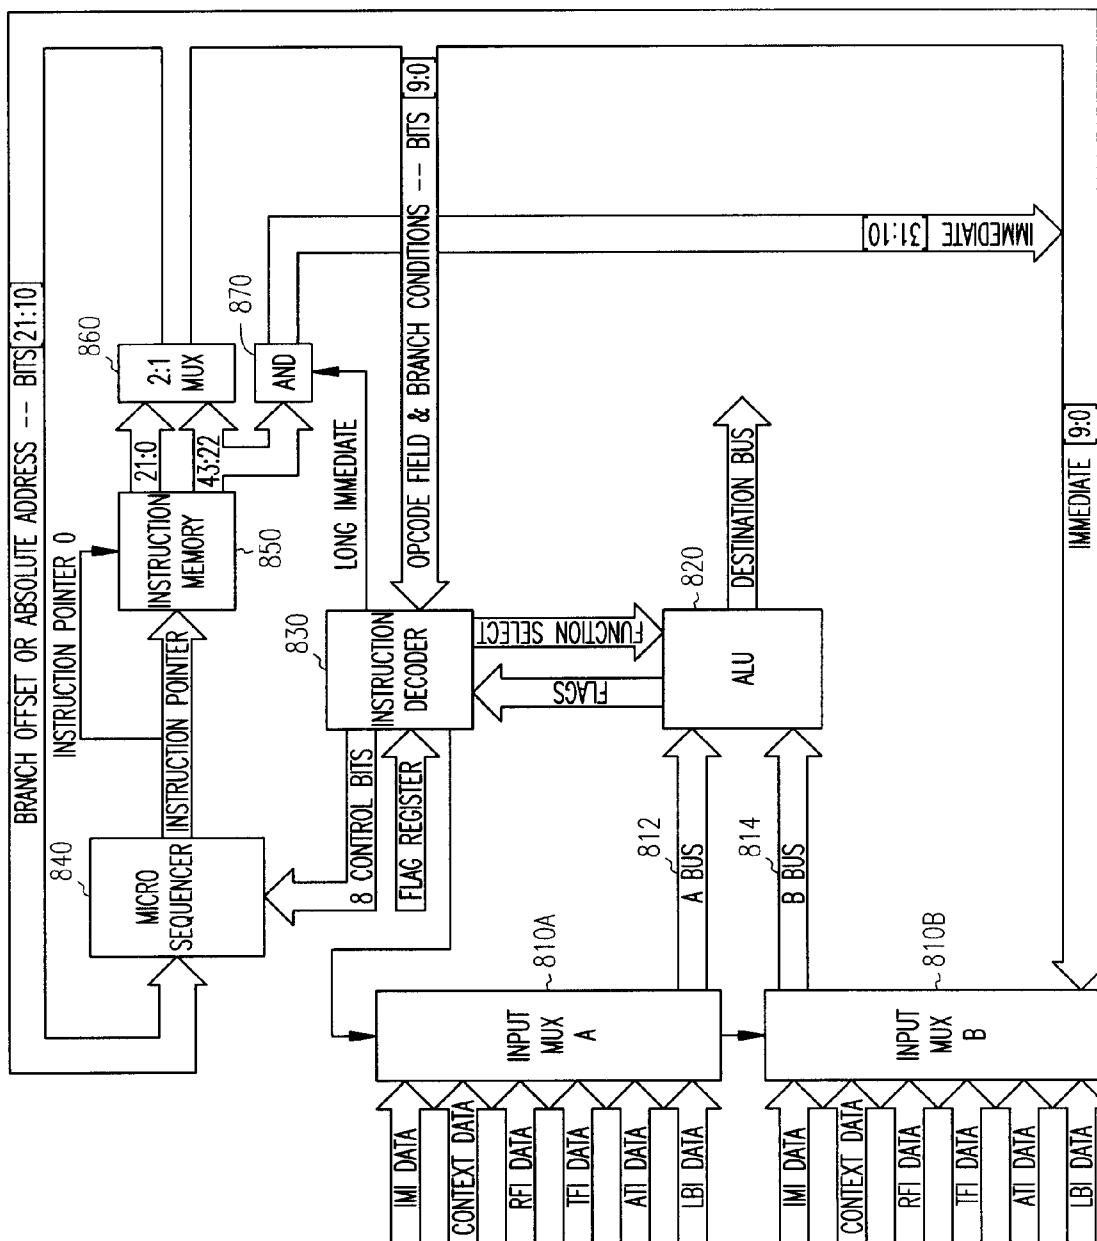 BRANCH OFFSET OR ABSOLUTE ADDRESS -- BITS [21:10]
INSTRUCTION POINTER 0
840
MICRO
SEQUENCER
INSTRUCTION POINTER
INSTRUCTION
MEMORY
850
21:0
43:22
860
2:1
MUX
870
AND
LONG IMMEDIATE
8 CONTROL BITS
FLAG REGISTER
830
INSTRUCTION
DECODER
OPCODE FIELD & BRANCH CONDITIONS -- BITS [9:0]
FUNCTION SELECT
FLAGS
IMMEDIATE [31:10]
810A
INPUT
MUX
A
IMI DATA
CONTEXT DATA
RFI DATA
TFI DATA
ATI DATA
LBI DATA
812
A BUS
814
B BUS
820
ALU
DESTINATION BUS
810B
INPUT
MUX
B
IMI DATA
CONTEXT DATA
RFI DATA
TFI DATA
ATI DATA
LBI DATA
IMMEDIATE [9:0]